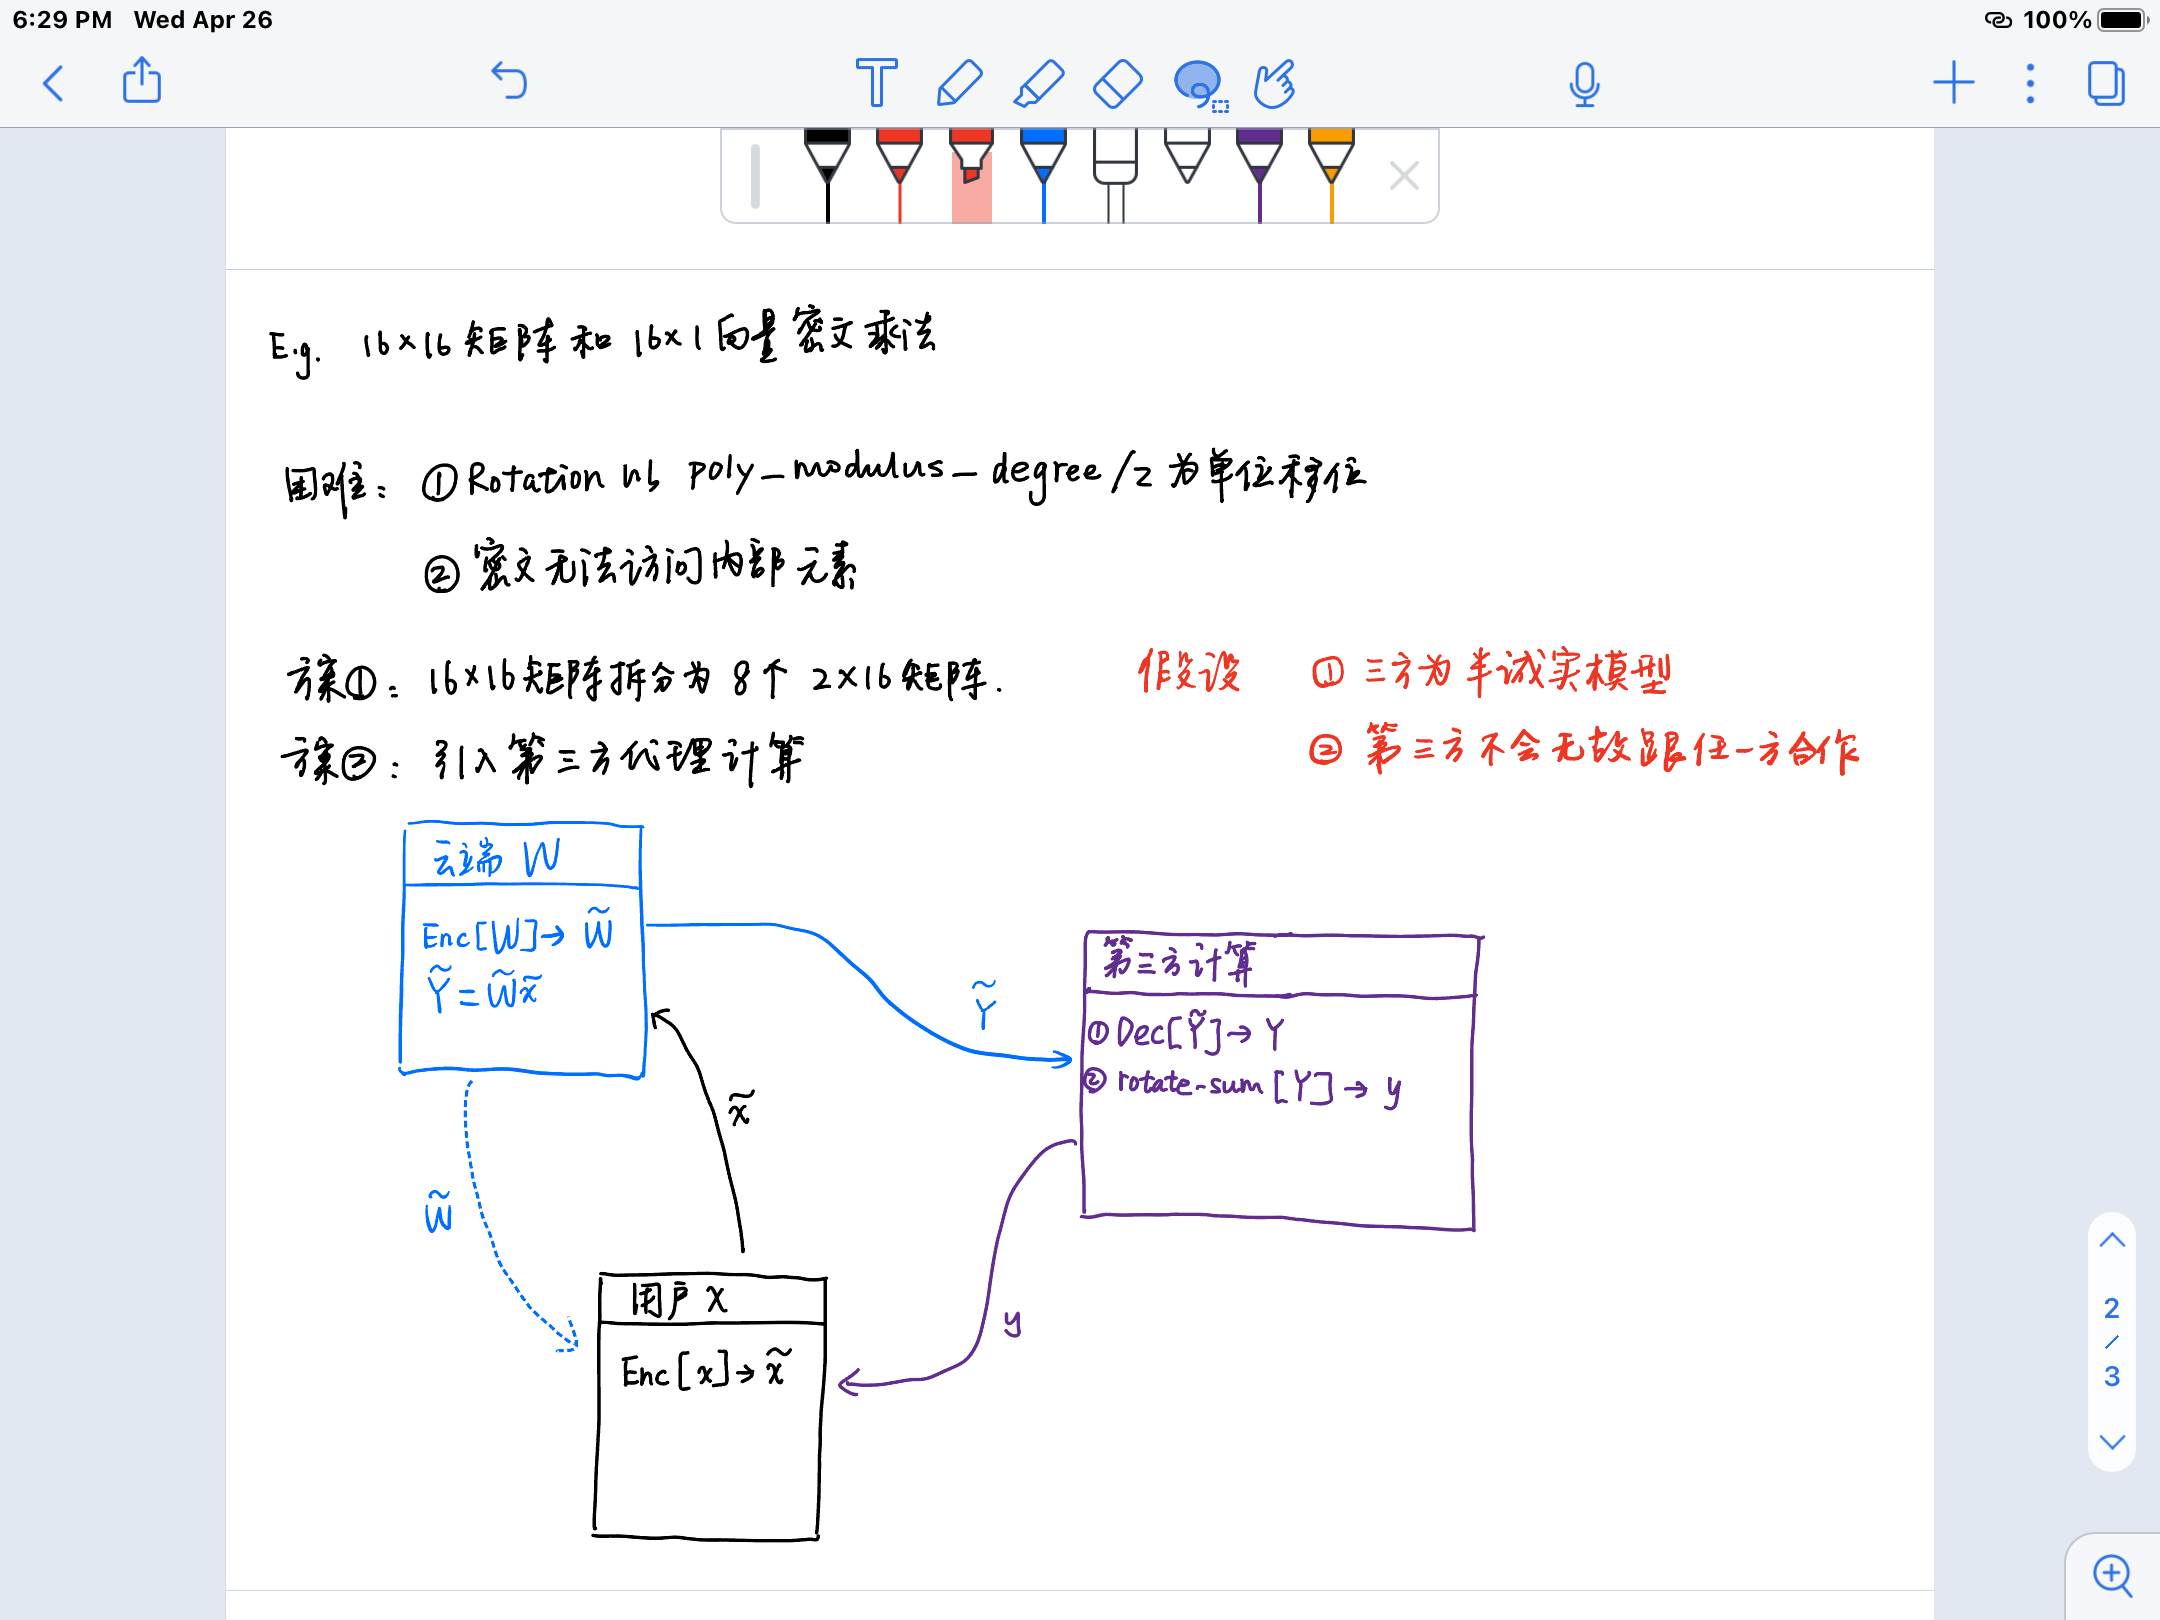 6:29 PM Wed Apr 26
100%
E.g. 16×16矩阵和16×1向量密文乘法
困难: ①Rotation以 poly_modulus_degree/2为单位移位
②密文无法访问内部元素
方案①: 16×16矩阵拆分为8个 2×16矩阵.
假设 ① 三方为半诚实模型
方案②: 引入第三方代理计算
② 第三方不会无故跟任一方合作
云端 W
Enc[W]→W̃
Ỹ=W̃x̃
Ỹ
第三方计算
①Dec[Ỹ]→Y
②rotate-sum[Y]→y
x̃
W̃
y
用户 X
Enc[x]→x̃
2
/
3